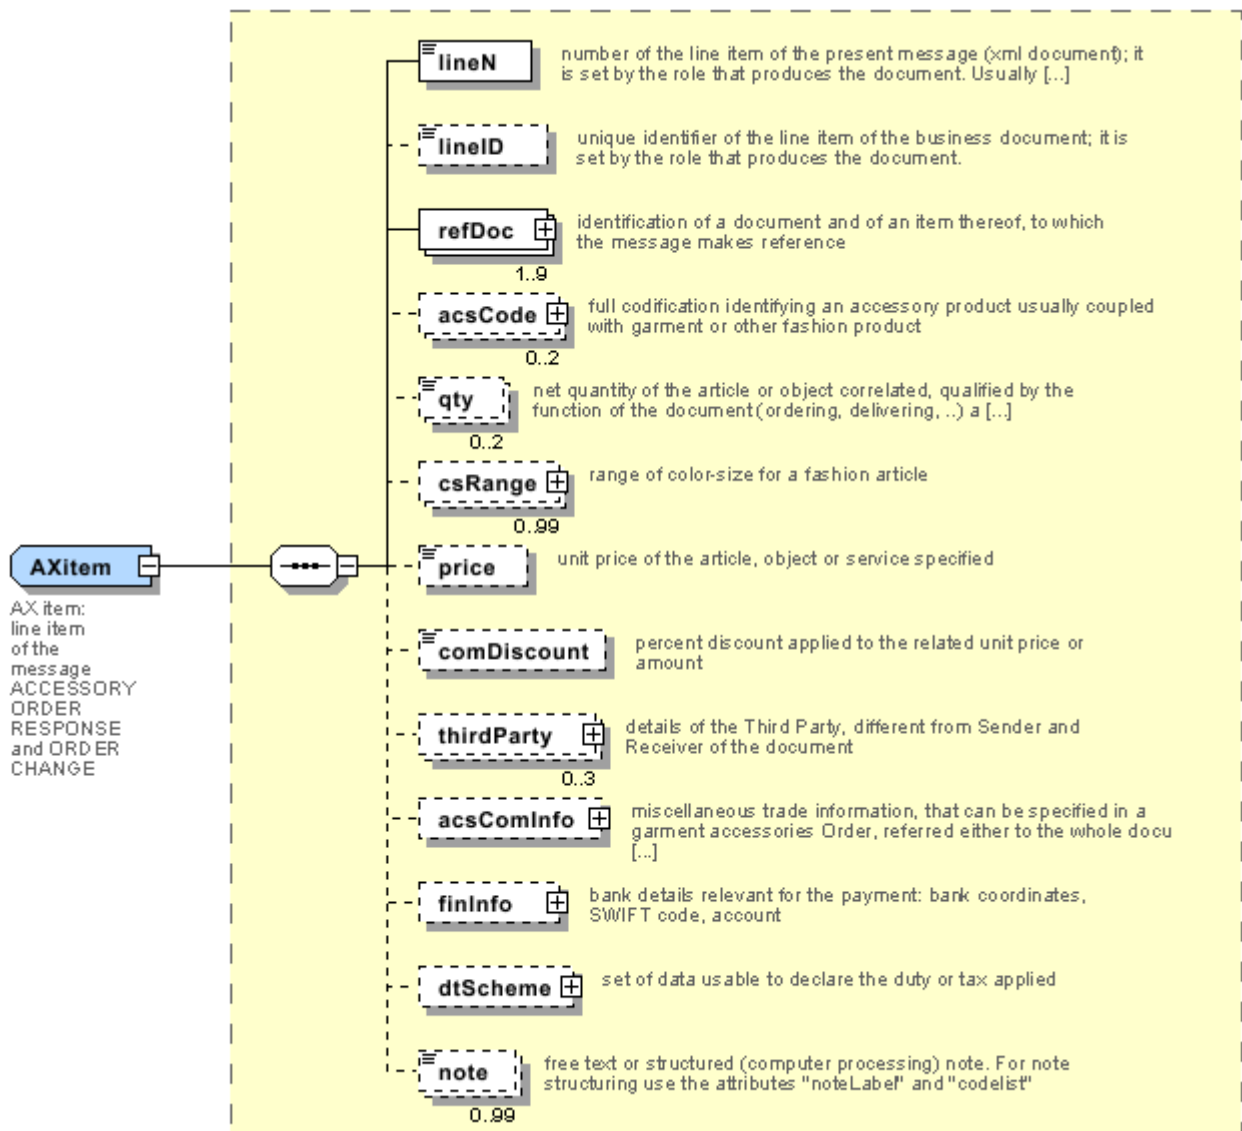 lineN
number of the line item of the present message (xml document); it
is set by the role that produces the document. Usually [...]
lineID
unique identifier of the line item of the business document; it is
set by the role that produces the document.
refDoc
identification of a document and of an item thereof, to which
the message makes reference
1..9
acsCode
full codification identifying an accessory product usually coupled
with garment or other fashion product
0..2
qty
net quantity of the article or object correlated, qualified by the
function of the document (ordering, delivering, ..) a [...]
0..2
csRange
range of color-size for a fashion article
0..99
AXitem
AX item:
line item
of the
message
ACCESSORY
ORDER
RESPONSE
and ORDER
CHANGE
price
unit price of the article, object or service specified
comDiscount
percent discount applied to the related unit price or
amount
thirdParty
details of the Third Party, different from Sender and
Receiver of the document
0..3
acsComInfo
miscellaneous trade information, that can be specified in a
garment accessories Order, referred either to the whole docu
[...]
finInfo
bank details relevant for the payment: bank coordinates,
SWIFT code, account
dtScheme
set of data usable to declare the duty or tax applied
note
free text or structured (computer processing) note. For note
structuring use the attributes "noteLabel" and "codelist"
0..99